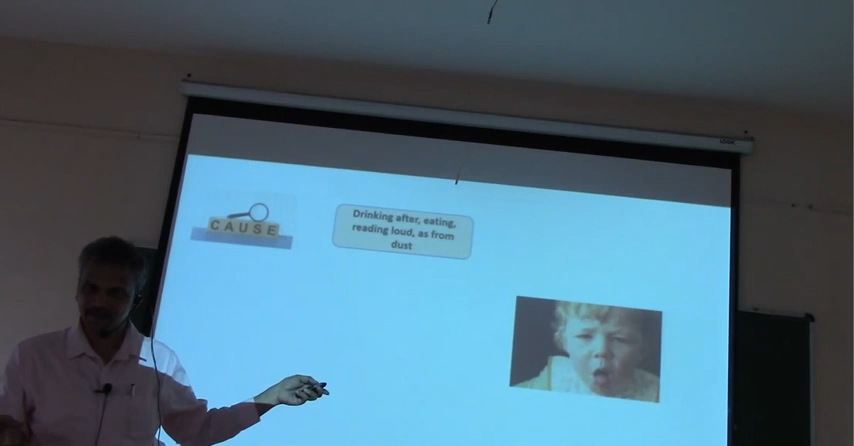 CAUSE
Drinking after, eating,
reading loud, as from
dust